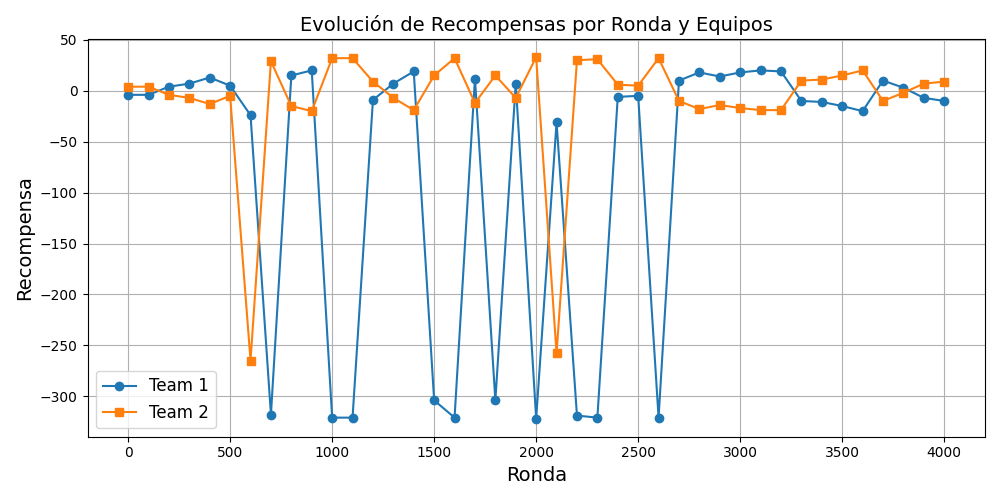 Evolución de Recompensas por Ronda y Equipos
50
0
−50
−100
−150
−200
−250
−300
Recompensa
Team 1
Team 2
0 500 1000 1500 2000 2500 3000 3500 4000
Ronda